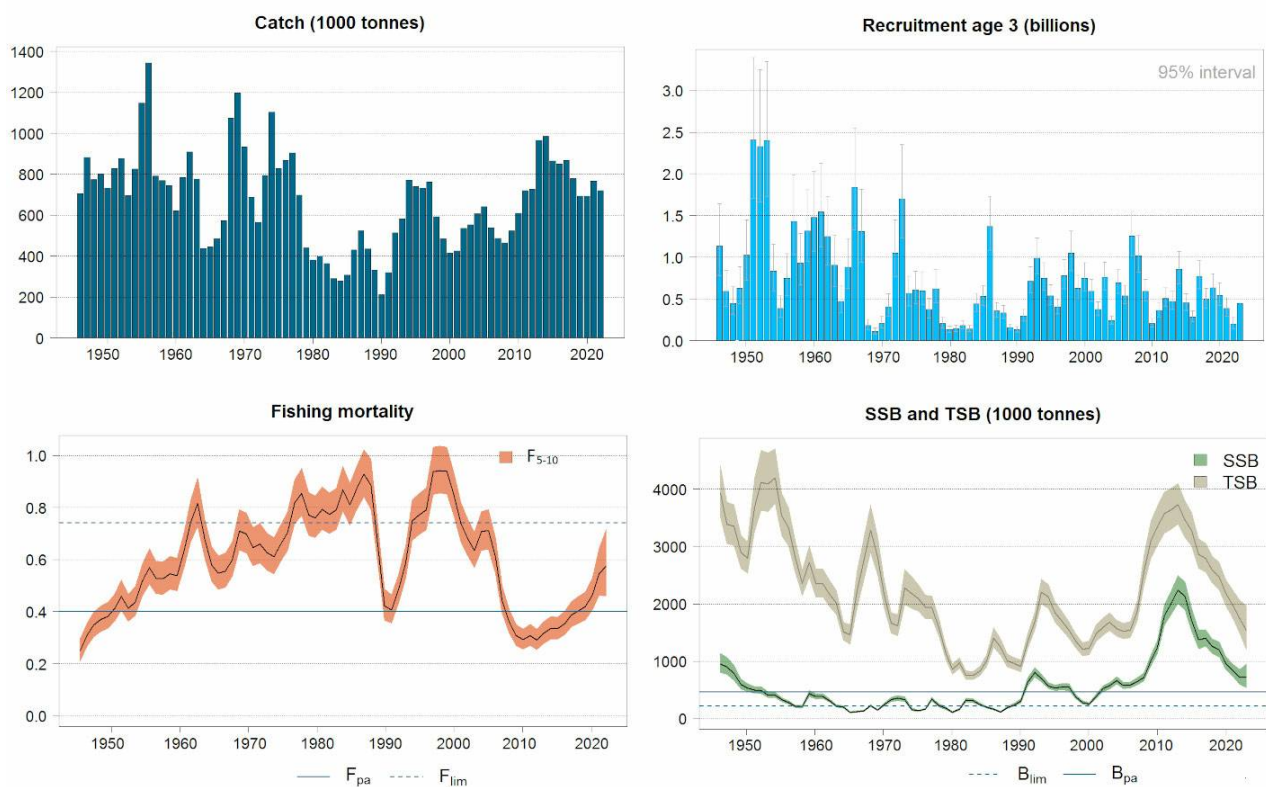 Catch (1000 tonnes)
1400
1200
1000
800
600
400
200
0
1950 1960 1970 1980 1990 2000 2010 2020
Recruitment age 3 (billions)
95% interval
3.0
2.5
2.0
1.5
1.0
0.5
0.0
1950 1960 1970 1980 1990 2000 2010 2020
Fishing mortality
F5-10
1.0
0.8
0.6
0.4
0.2
0.0
1950 1960 1970 1980 1990 2000 2010 2020
Fpa Flim
SSB and TSB (1000 tonnes)
SSB
TSB
4000
3000
2000
1000
0
1950 1960 1970 1980 1990 2000 2010 2020
Blim Bpa